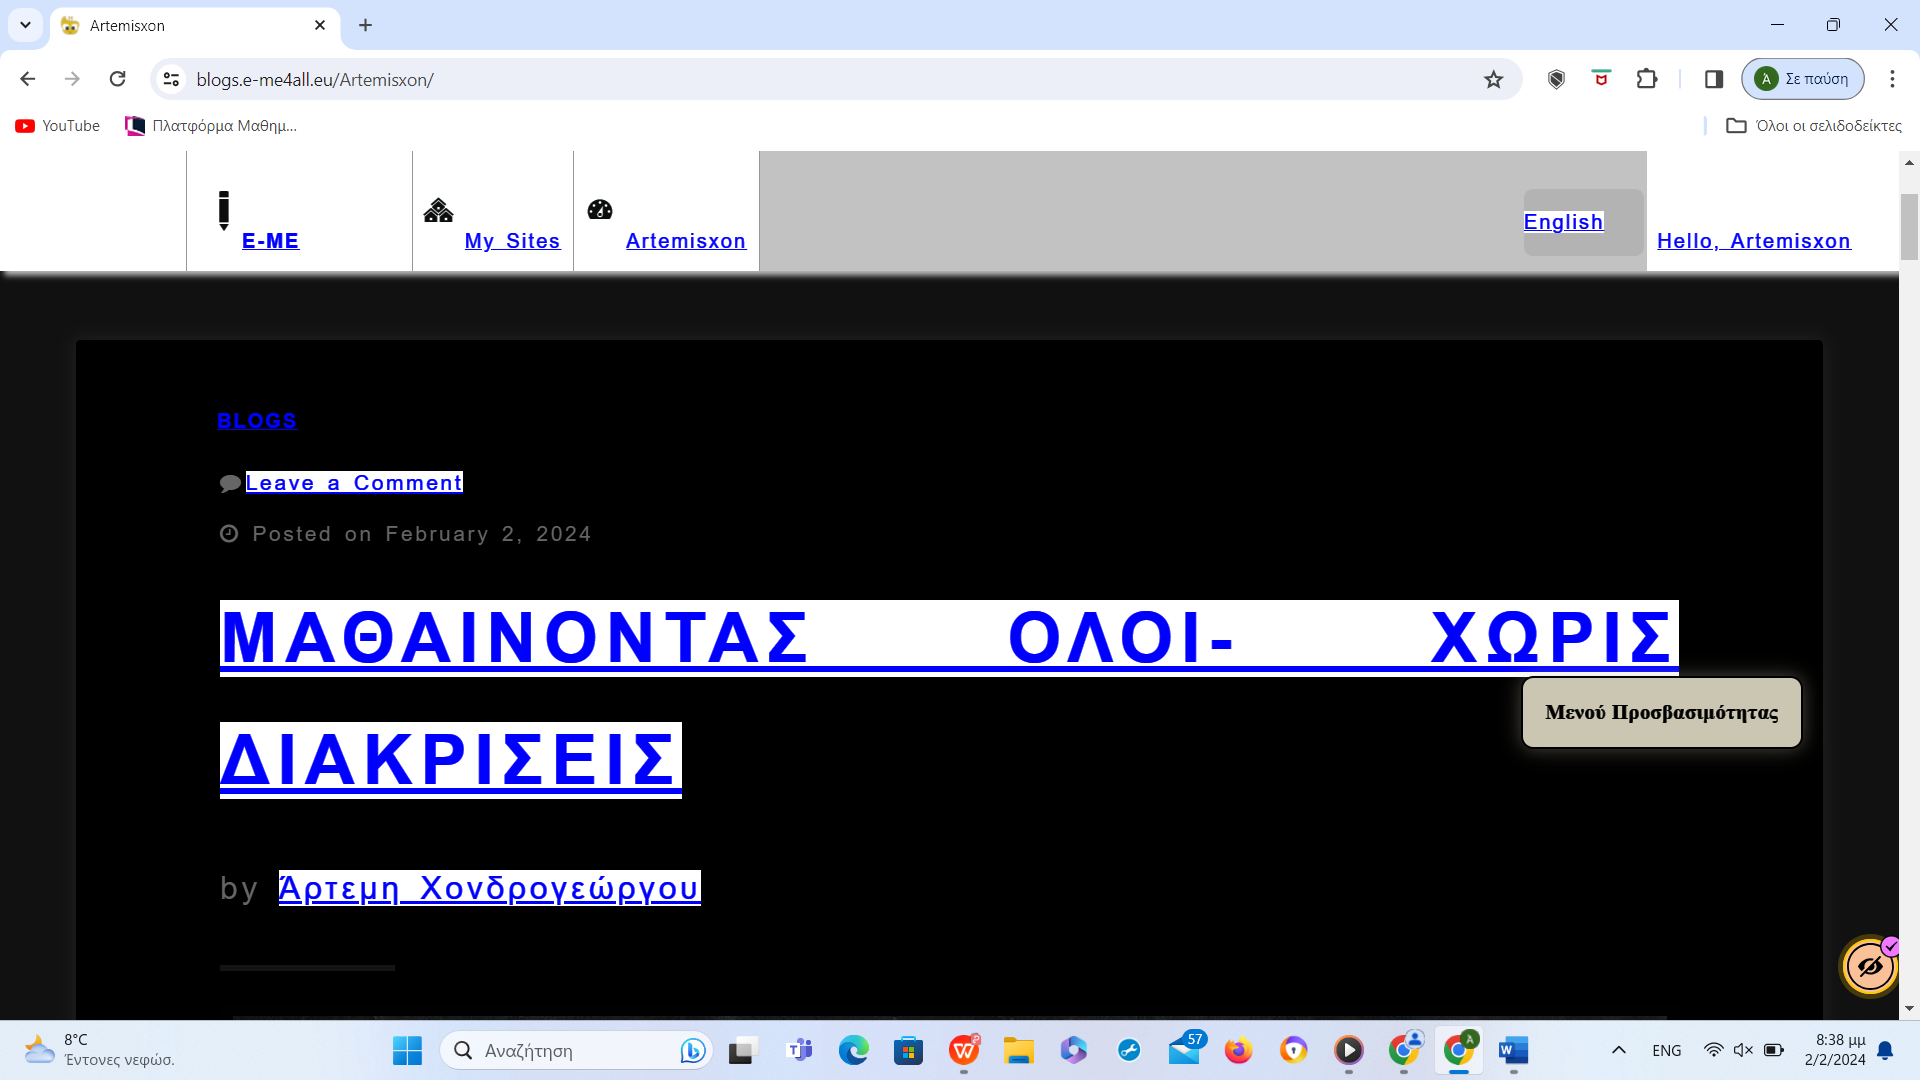 Artemisxon
blogs.e-me4all.eu/Artemisxon/
Σε παύση
YouTube
Πλατφόρμα Μαθημ...
Όλοι οι σελιδοδείκτες
E-ME
My Sites
Artemisxon
English
Hello, Artemisxon
BLOGS
Leave a Comment
Posted on February 2, 2024
ΜΑΘΑΙΝΟΝΤΑΣ ΟΛΟΙ- ΧΩΡΙΣ
ΔΙΑΚΡΙΣΕΙΣ
Μενού Προσβασιμότητας
by Άρτεμη Χονδρογεώργου
8°C
Έντονες νεφώσ.
Αναζήτηση
57
ENG
8:38 μμ
2/2/2024